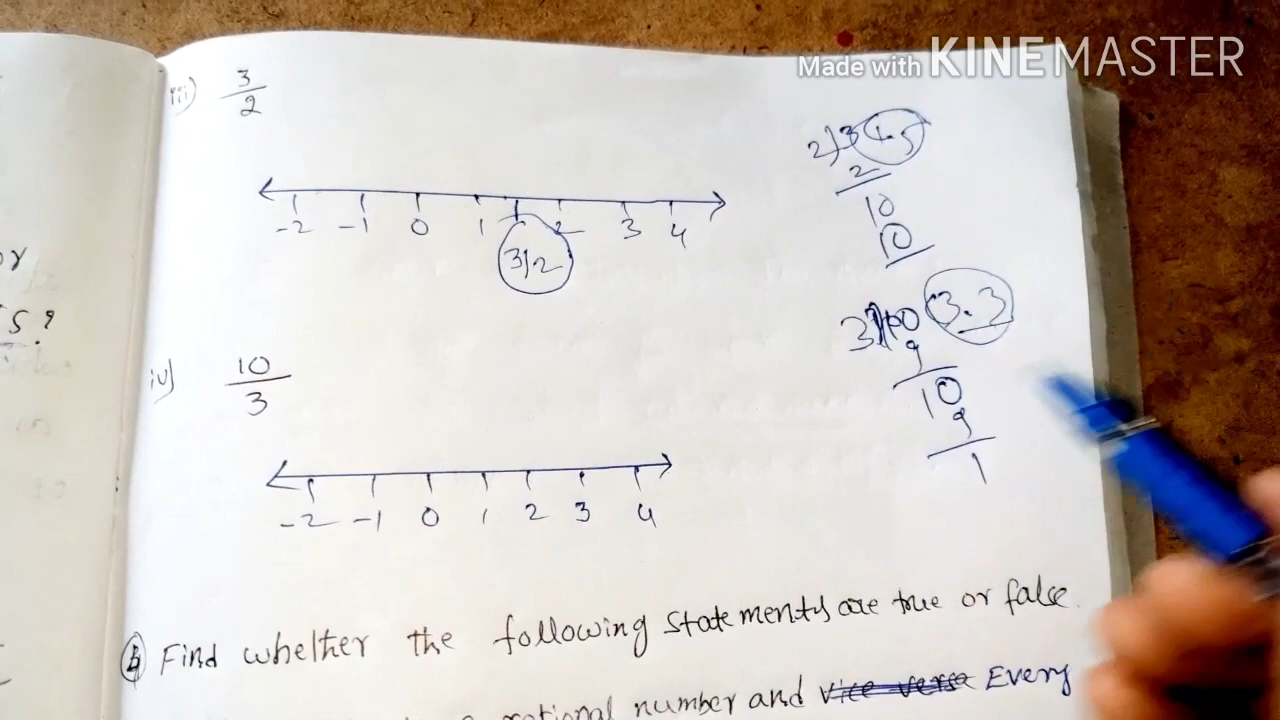 Made with KINEMASTER
iii) 3/2
2)3 1.5
2
10
10
-2 -1 0 1 2 3 4
3/2
3)10 3.3
9
10
9
1
iv) 10/3
-2 -1 0 1 2 3 4
5?
④ Find whether the following statements are true or false.
rational number and vice versa Every